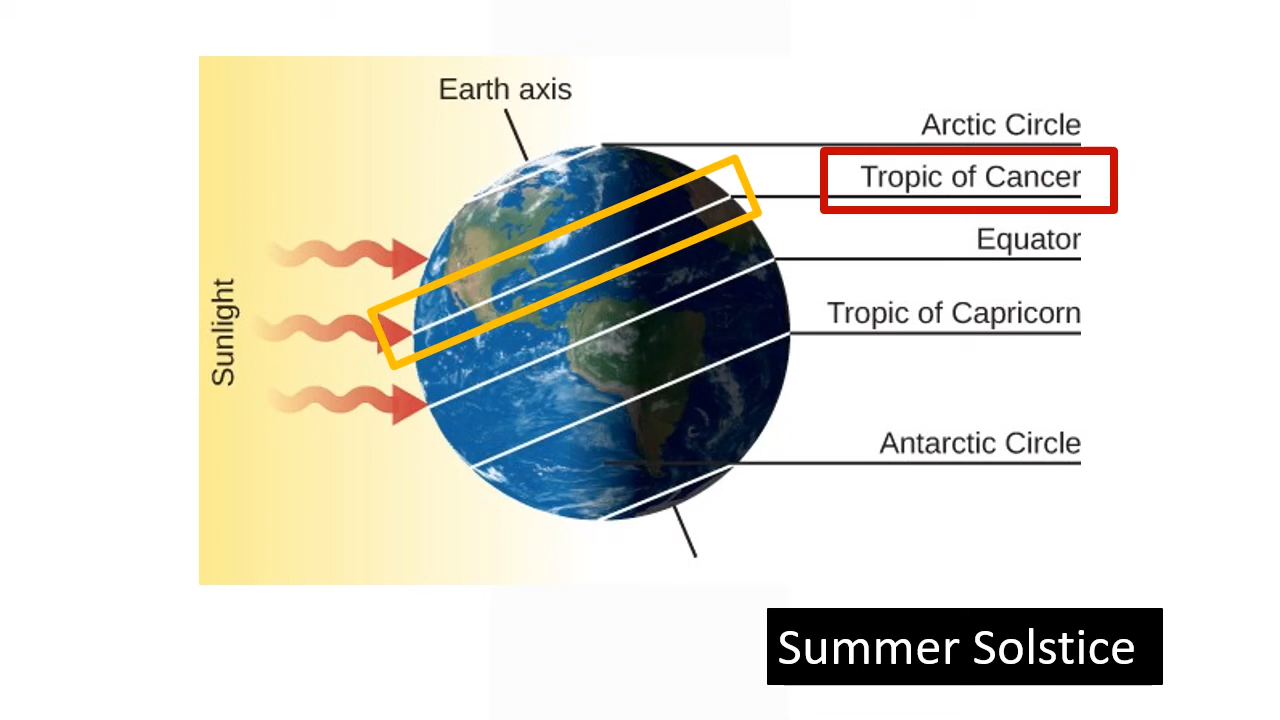 Earth axis
Arctic Circle
Tropic of Cancer
Equator
Tropic of Capricorn
Antarctic Circle
Sunlight
Summer Solstice